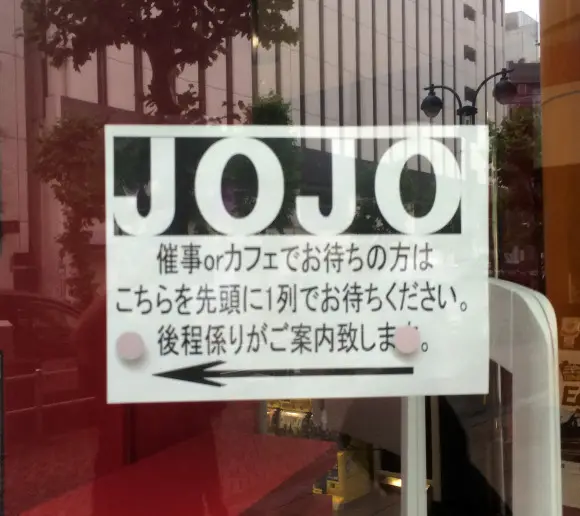 JOJO
催事orカフェでお待ちの方は
こちらを先頭に1列でお待ちください。
後程係りがご案内致します。